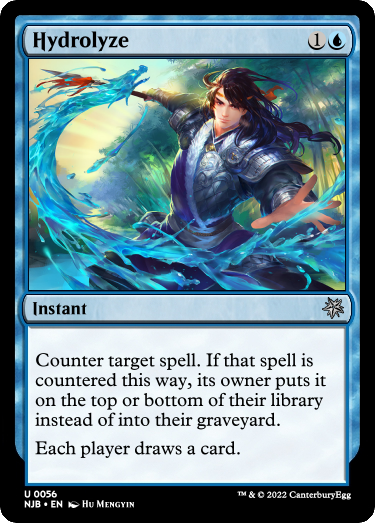 Hydrolyze 1
Instant
Counter target spell. If that spell is
countered this way, its owner puts it
on the top or bottom of their library
instead of into their graveyard.
Each player draws a card.
U 0056
NJB • EN Hu Mengyin
™ & © 2022 CanterburyEgg